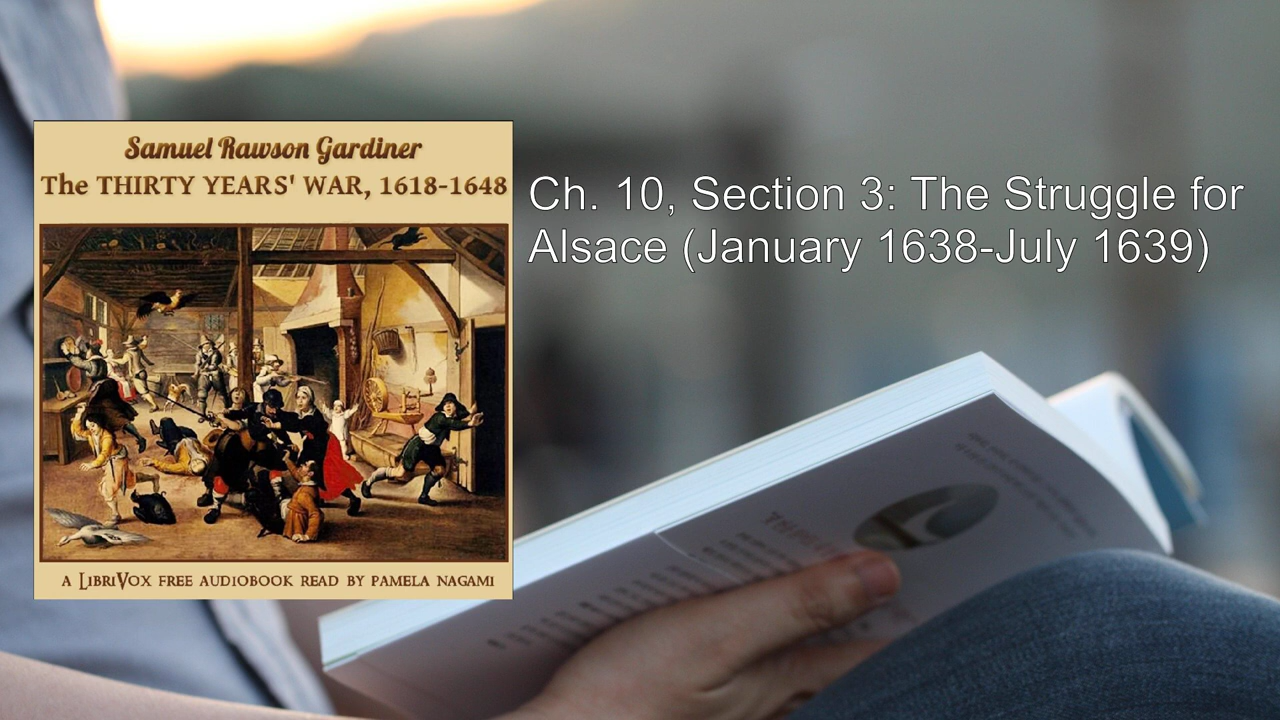 Samuel Rawson Gardiner
The THIRTY YEARS' WAR, 1618-1648
A LIBRIVOX FREE AUDIOBOOK READ BY PAMELA NAGAMI
Ch. 10, Section 3: The Struggle for
Alsace (January 1638-July 1639)